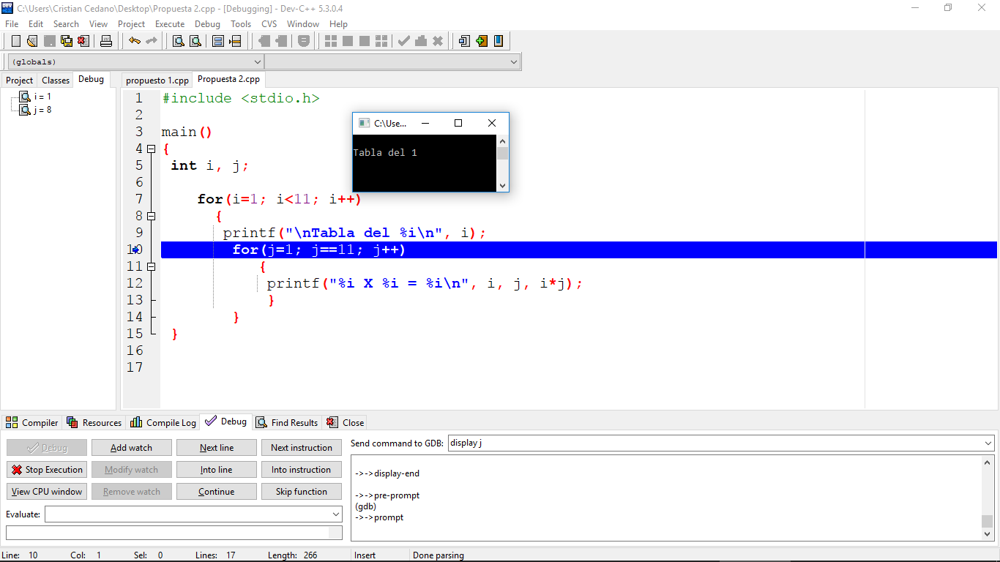 C:\Users\Cristian Cedano\Desktop\Propuesta 2.cpp - [Debugging] - Dev-C++ 5.3.0.4
File Edit Search View Project Execute Debug Tools CVS Window Help
(globals)
Project Classes Debug
propuesto 1.cpp Propuesta 2.cpp
i = 1
j = 8
1 #include <stdio.h>
2
3 main()
4 {
5 int i, j;
6
7 for(i=1; i<11; i++)
8 {
9 printf("\nTabla del %i\n", i);
10 for(j=1; j==11; j++)
11 {
12 printf("%i X %i = %i\n", i, j, i*j);
13 }
14 }
15 }
16
17
C:\Use...
Tabla del 1
Compiler Resources Compile Log Debug Find Results Close
Debug Add watch Next line Next instruction
Stop Execution Modify watch Into line Into instruction
View CPU window Remove watch Continue Skip function
Evaluate:
Send command to GDB: display j
->->display-end
->->pre-prompt
(gdb)
->->prompt
Line: 10 Col: 1 Sel: 0 Lines: 17 Length: 266 Insert Done parsing